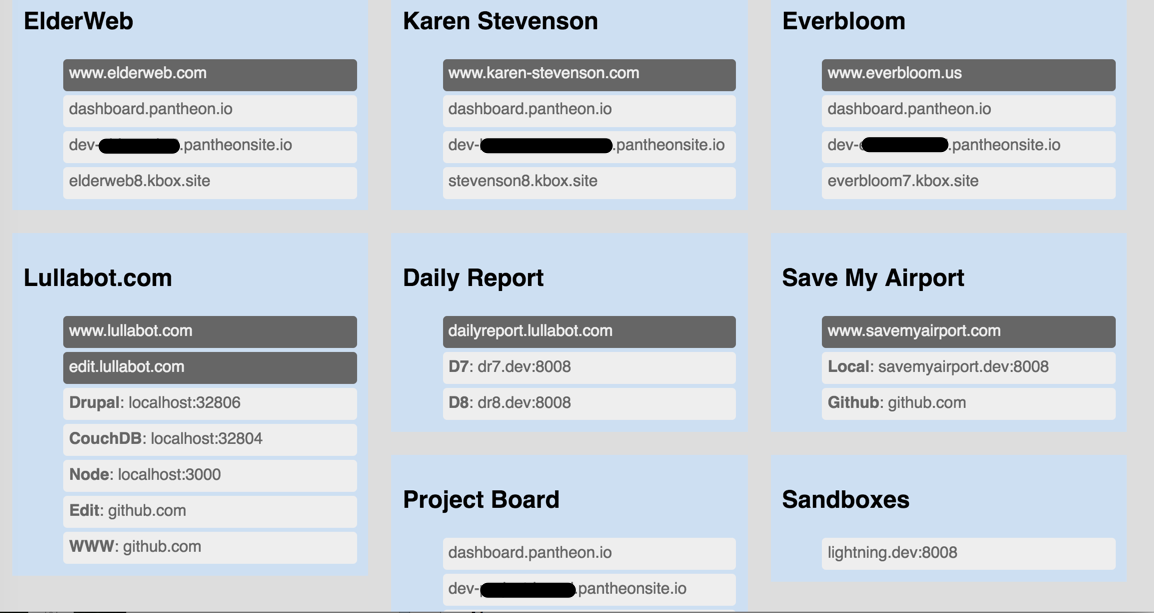 ElderWeb
www.elderweb.com
dashboard.pantheon.io
dev- .pantheonsite.io
elderweb8.kbox.site
Karen Stevenson
www.karen-stevenson.com
dashboard.pantheon.io
dev- .pantheonsite.io
stevenson8.kbox.site
Everbloom
www.everbloom.us
dashboard.pantheon.io
dev- .pantheonsite.io
everbloom7.kbox.site
Lullabot.com
www.lullabot.com
edit.lullabot.com
Drupal: localhost:32806
CouchDB: localhost:32804
Node: localhost:3000
Edit: github.com
WWW: github.com
Daily Report
dailyreport.lullabot.com
D7: dr7.dev:8008
D8: dr8.dev:8008
Save My Airport
www.savemyairport.com
Local: savemyairport.dev:8008
Github: github.com
Project Board
dashboard.pantheon.io
dev- .pantheonsite.io
Sandboxes
lightning.dev:8008